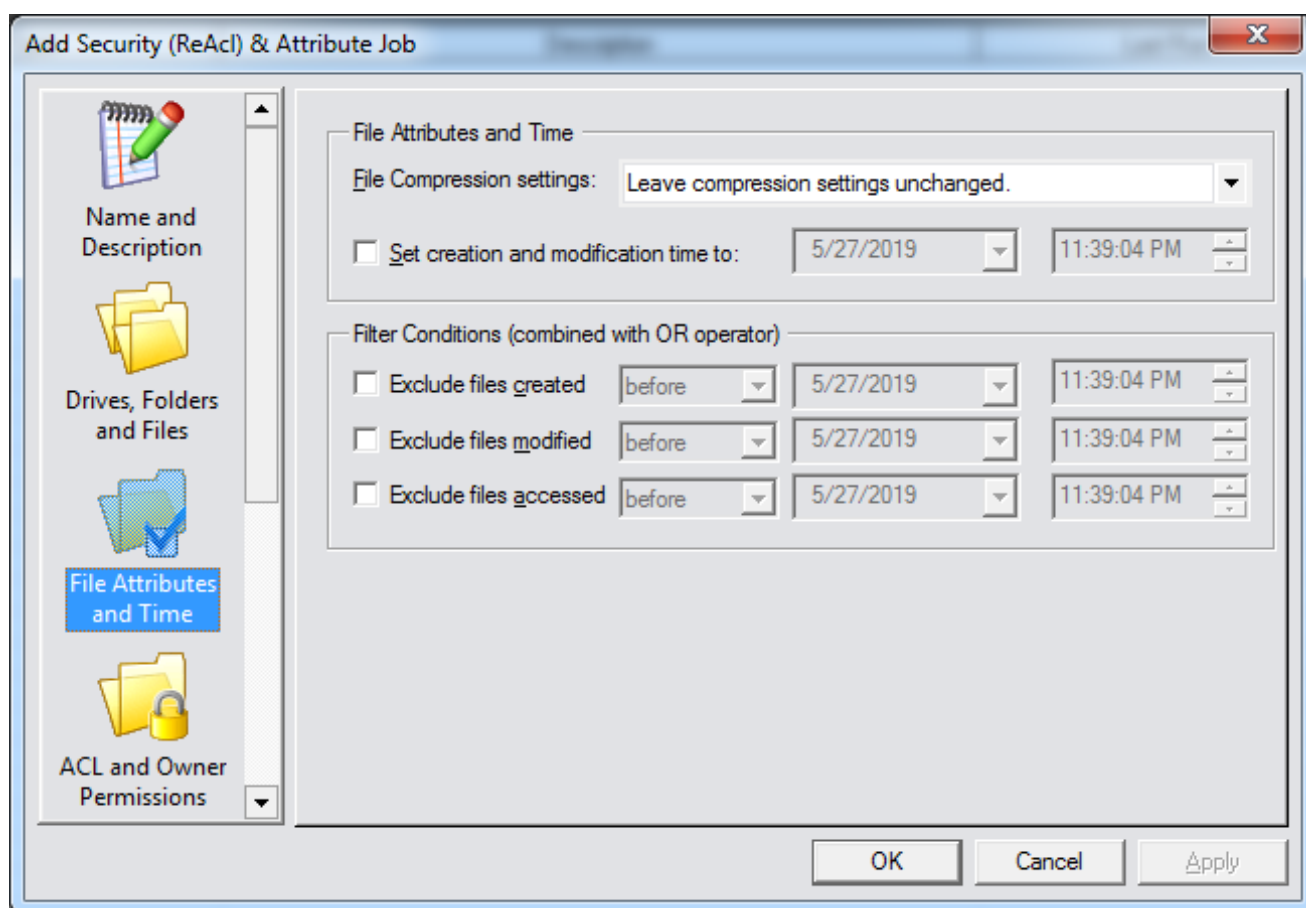 Add Security (ReAcl) & Attribute Job
Name and
Description
Drives, Folders
and Files
File Attributes
and Time
ACL and Owner
Permissions
File Attributes and Time
File Compression settings: Leave compression settings unchanged.
Set creation and modification time to: 5/27/2019 11:39:04 PM
Filter Conditions (combined with OR operator)
Exclude files created before 5/27/2019 11:39:04 PM
Exclude files modified before 5/27/2019 11:39:04 PM
Exclude files accessed before 5/27/2019 11:39:04 PM
OK Cancel Apply